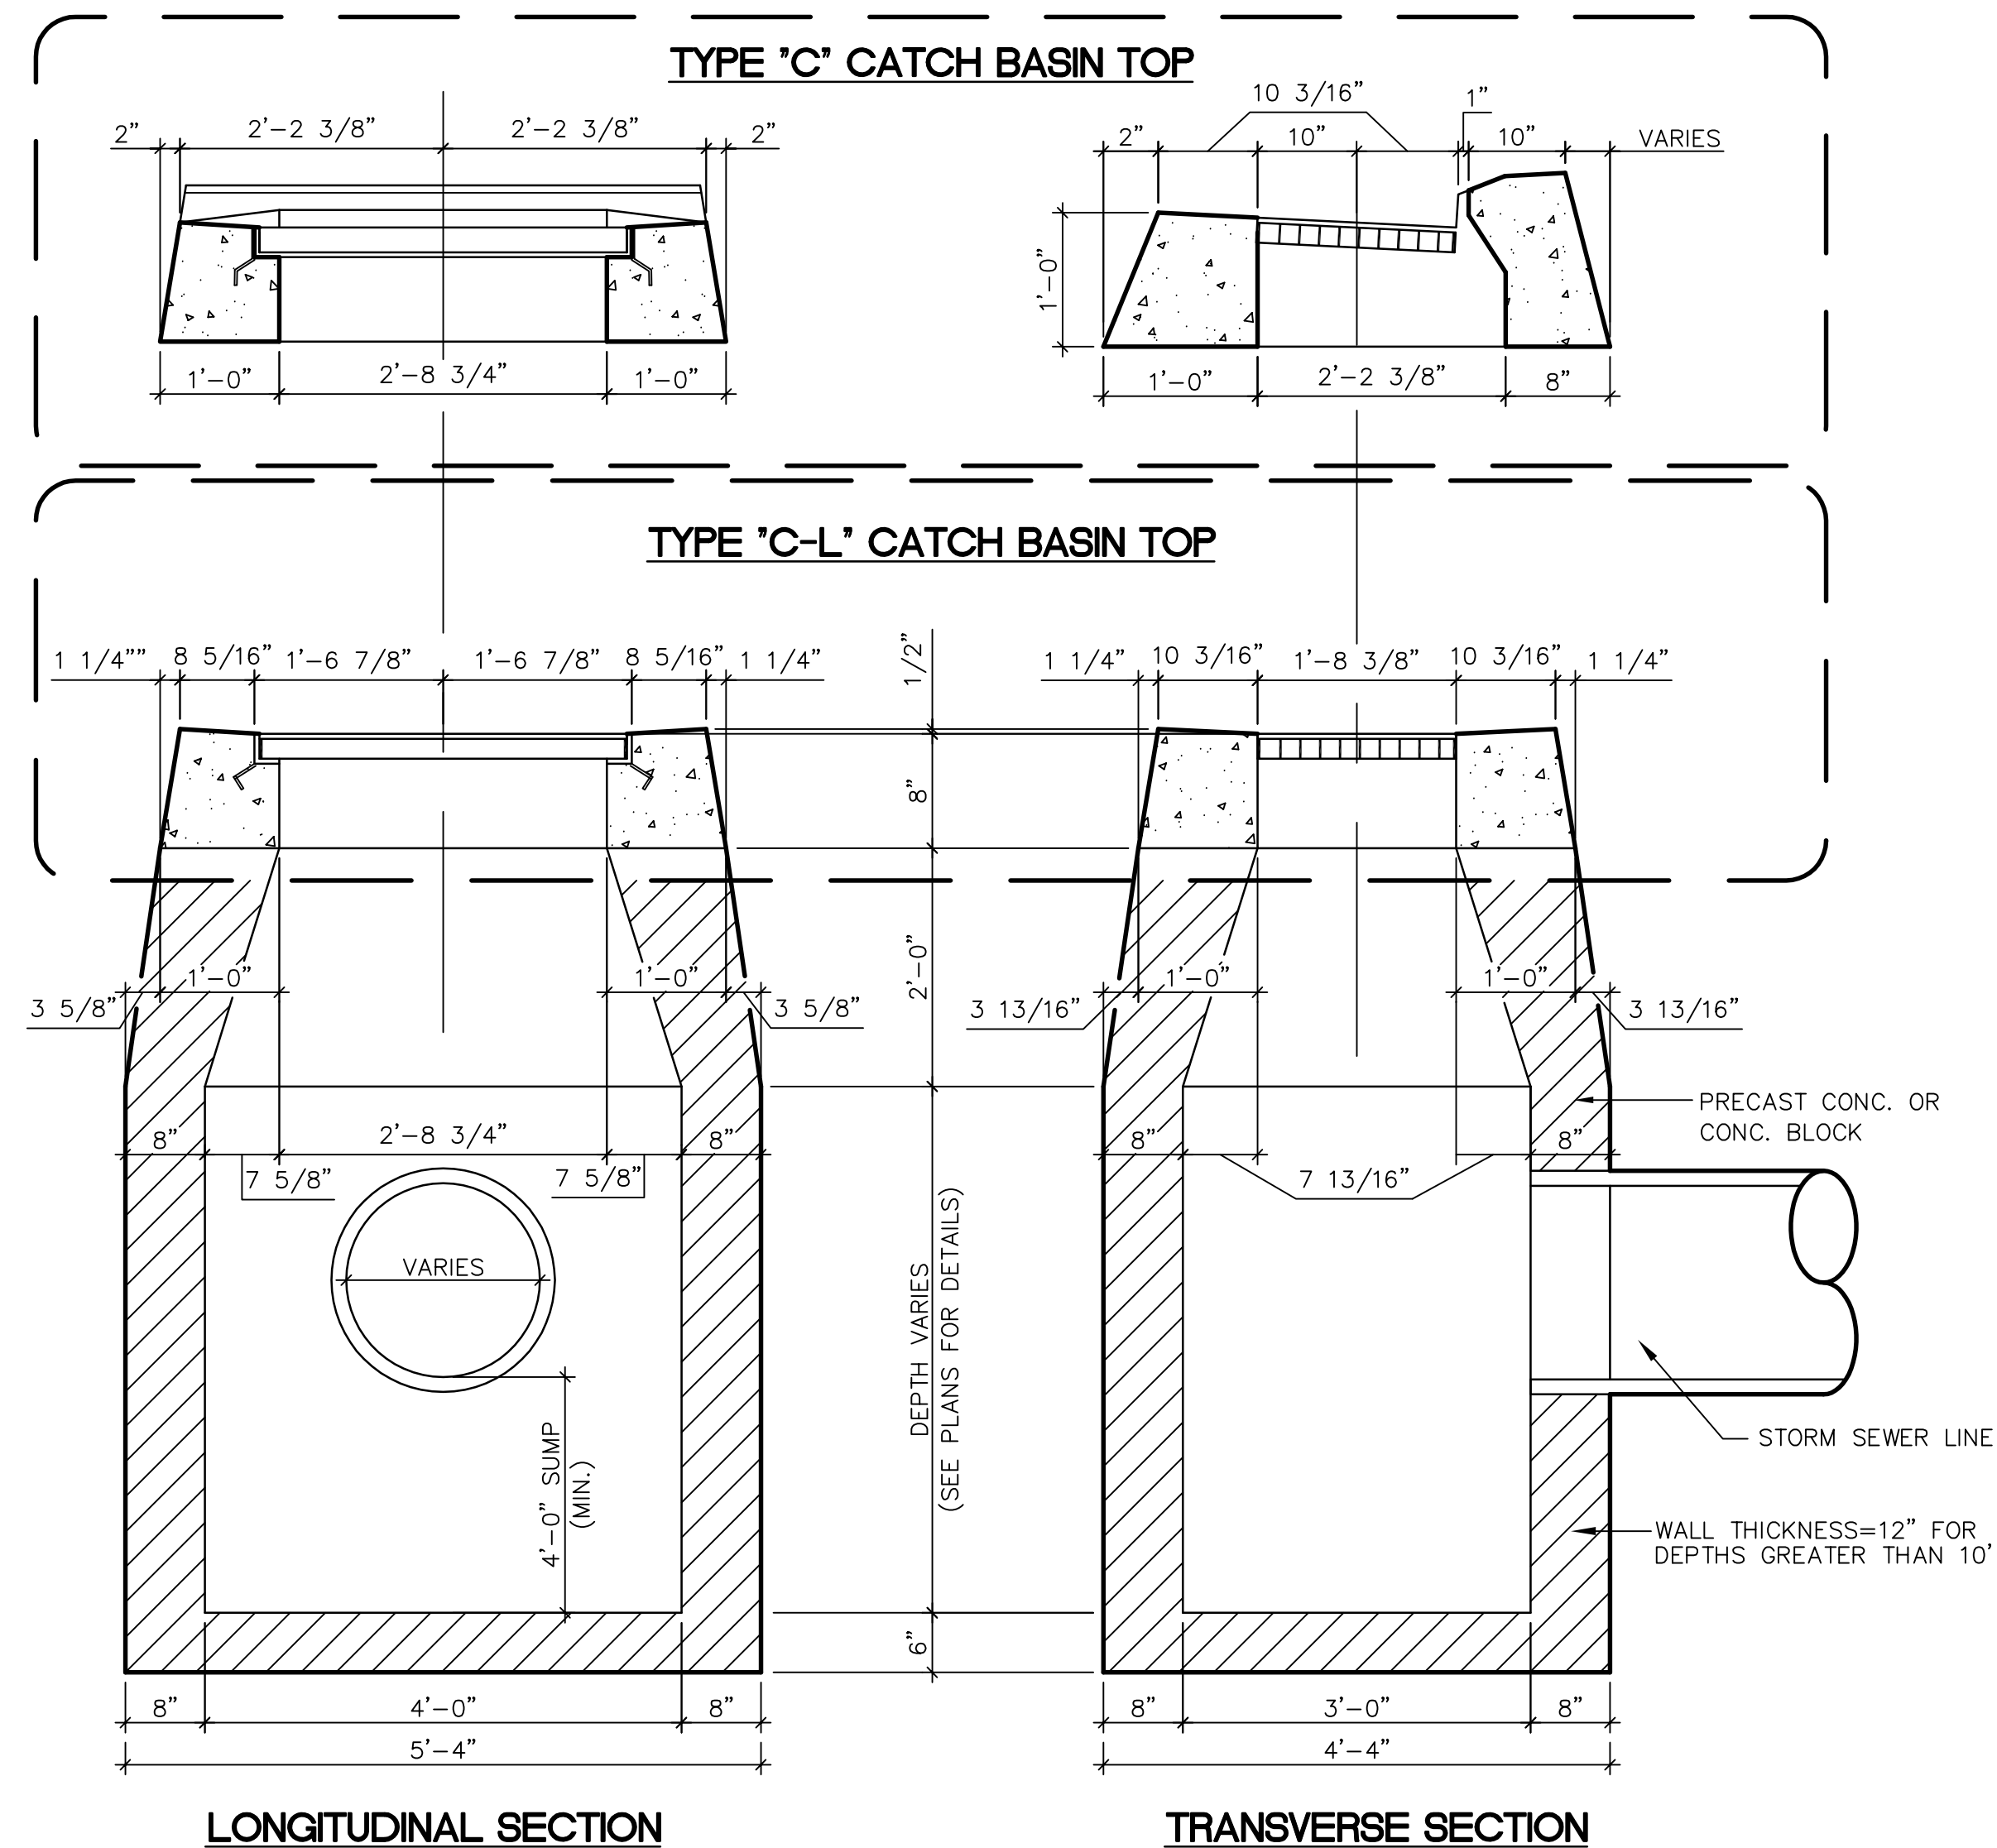 TYPE "C" CATCH BASIN TOP
2" 2'-2 3/8" 2'-2 3/8" 2"
10 3/16" 1"
2" 10" 10" VARIES
1'-0"
1'-0" 2'-8 3/4" 1'-0"
1'-0" 2'-2 3/8" 8"
TYPE "C-L" CATCH BASIN TOP
1 1/4"" 8 5/16" 1'-6 7/8" 1'-6 7/8" 8 5/16" 1 1/4"
1/2"
1 1/4" 10 3/16" 1'-8 3/8" 10 3/16" 1 1/4"
8"
2'-0"
1'-0" 1'-0"
3 5/8" 3 5/8"
1'-0" 1'-0"
3 13/16" 3 13/16"
PRECAST CONC. OR
CONC. BLOCK
8" 2'-8 3/4" 8"
7 5/8" 7 5/8"
8" 8"
7 13/16"
VARIES
DEPTH VARIES
(SEE PLANS FOR DETAILS)
STORM SEWER LINE
4'-0" SUMP
(MIN.)
WALL THICKNESS=12" FOR
DEPTHS GREATER THAN 10'
6"
8" 4'-0" 8"
5'-4"
8" 3'-0" 8"
4'-4"
LONGITUDINAL SECTION
TRANSVERSE SECTION